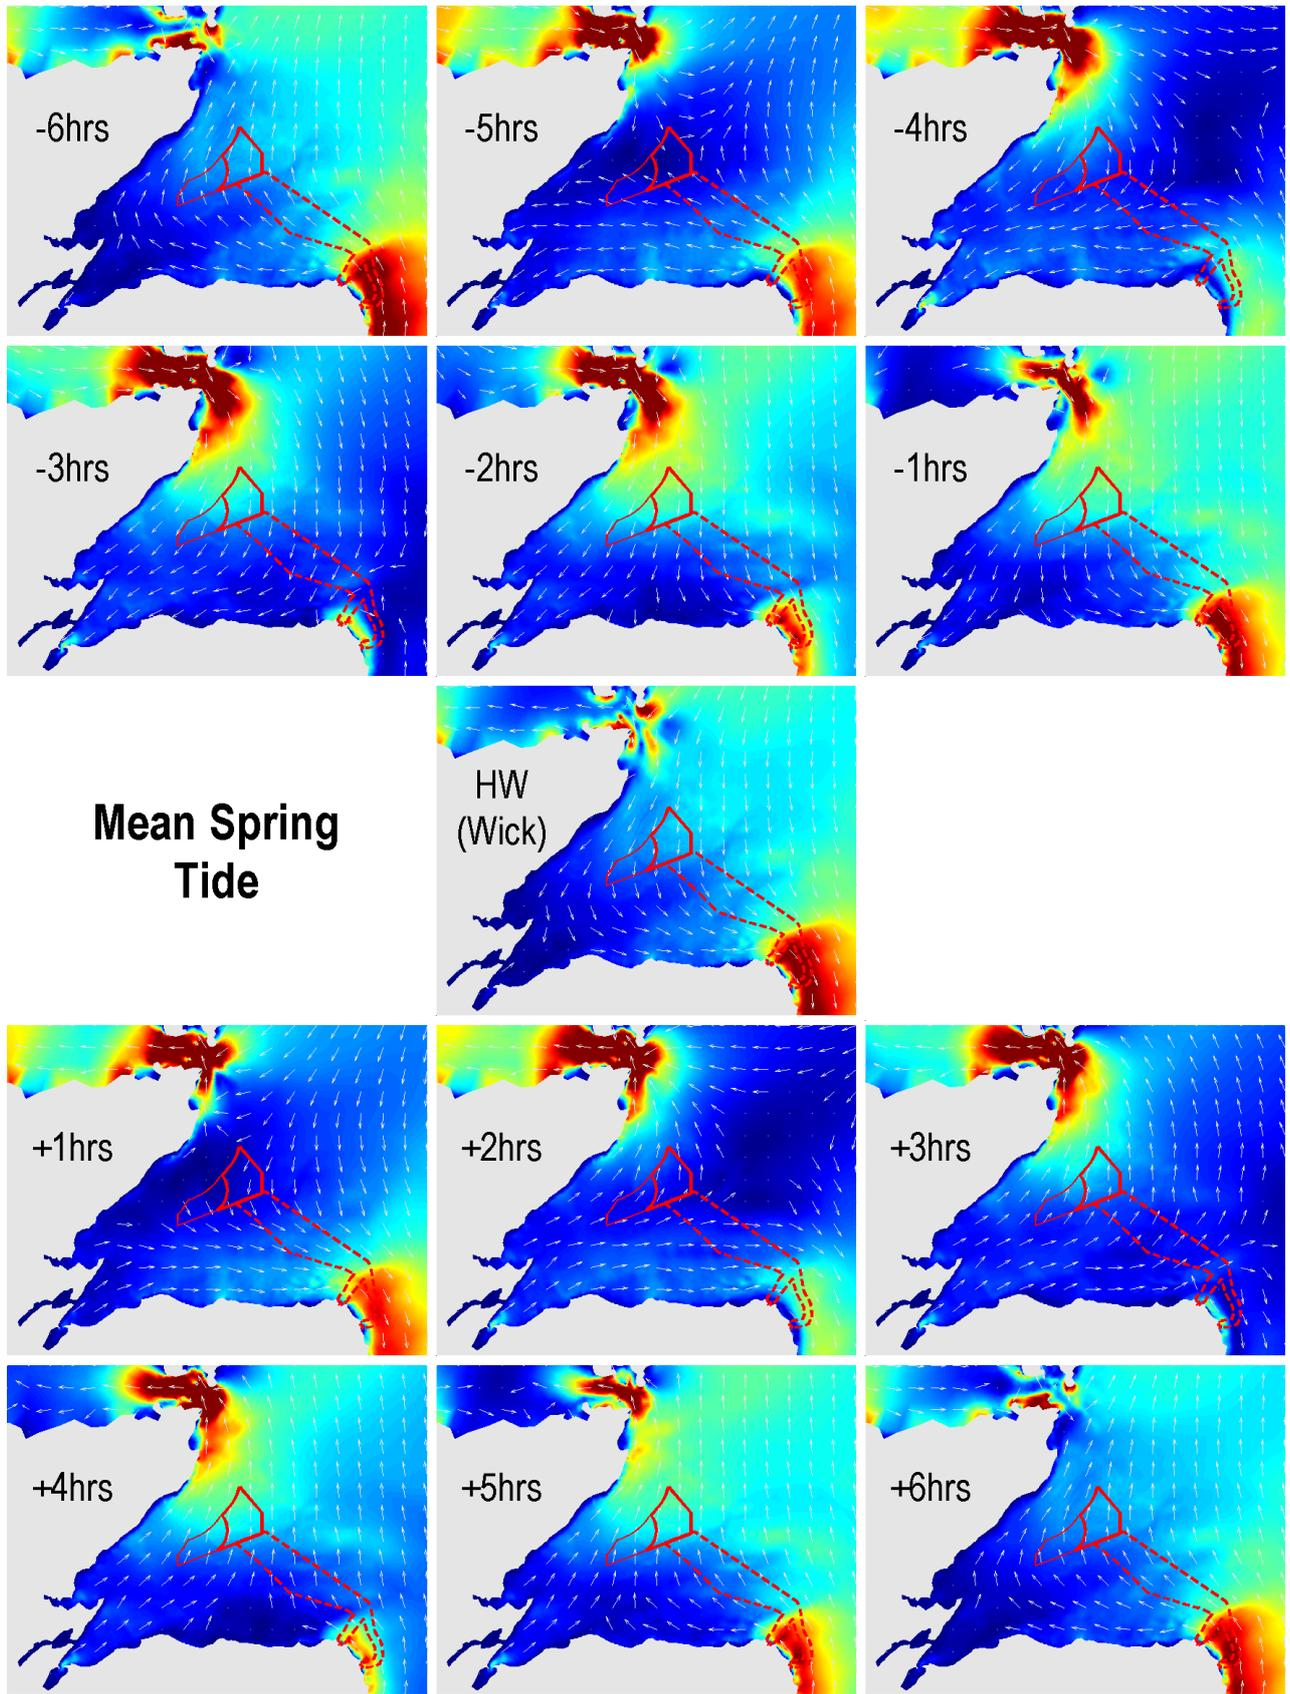 -6hrs
-5hrs
-4hrs
-3hrs
-2hrs
-1hrs
Mean Spring
Tide
HW
(Wick)
+1hrs
+2hrs
+3hrs
+4hrs
+5hrs
+6hrs